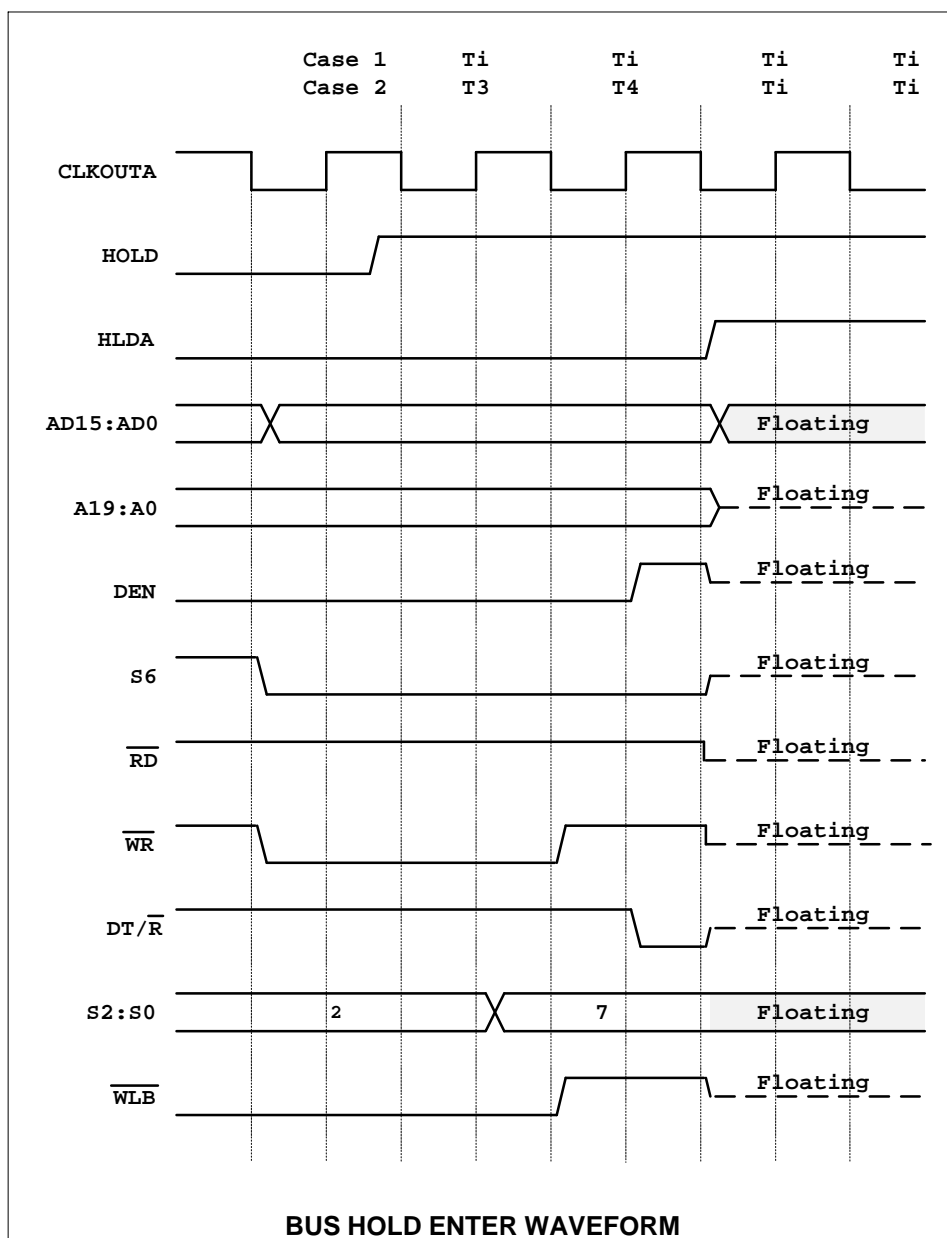 Case 1 Ti Ti Ti Ti
Case 2 T3 T4 Ti Ti
CLKOUTA
HOLD
HLDA
AD15:AD0 Floating
A19:A0 Floating
DEN Floating
S6 Floating
RD Floating
WR Floating
DT/R Floating
S2:S0 2 7 Floating
WLB Floating
BUS HOLD ENTER WAVEFORM